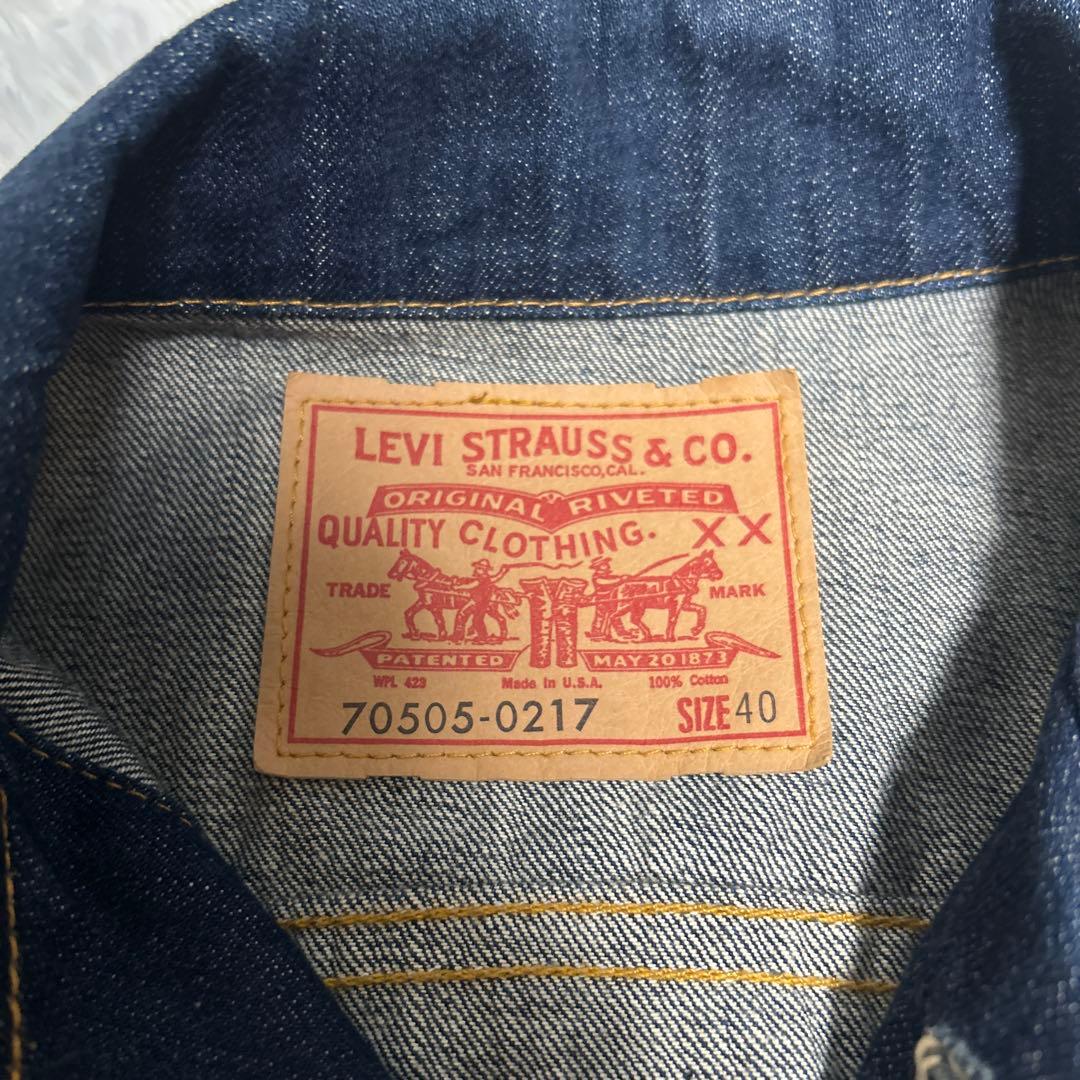 LEVI STRAUSS & CO.
SAN FRANCISCO, CAL.
ORIGINAL RIVETED
QUALITY CLOTHING. XX
TRADE MARK
PATENTED MAY 20 1873
WPL 423 Made in U.S.A. 100% Cotton
70505-0217 SIZE 40